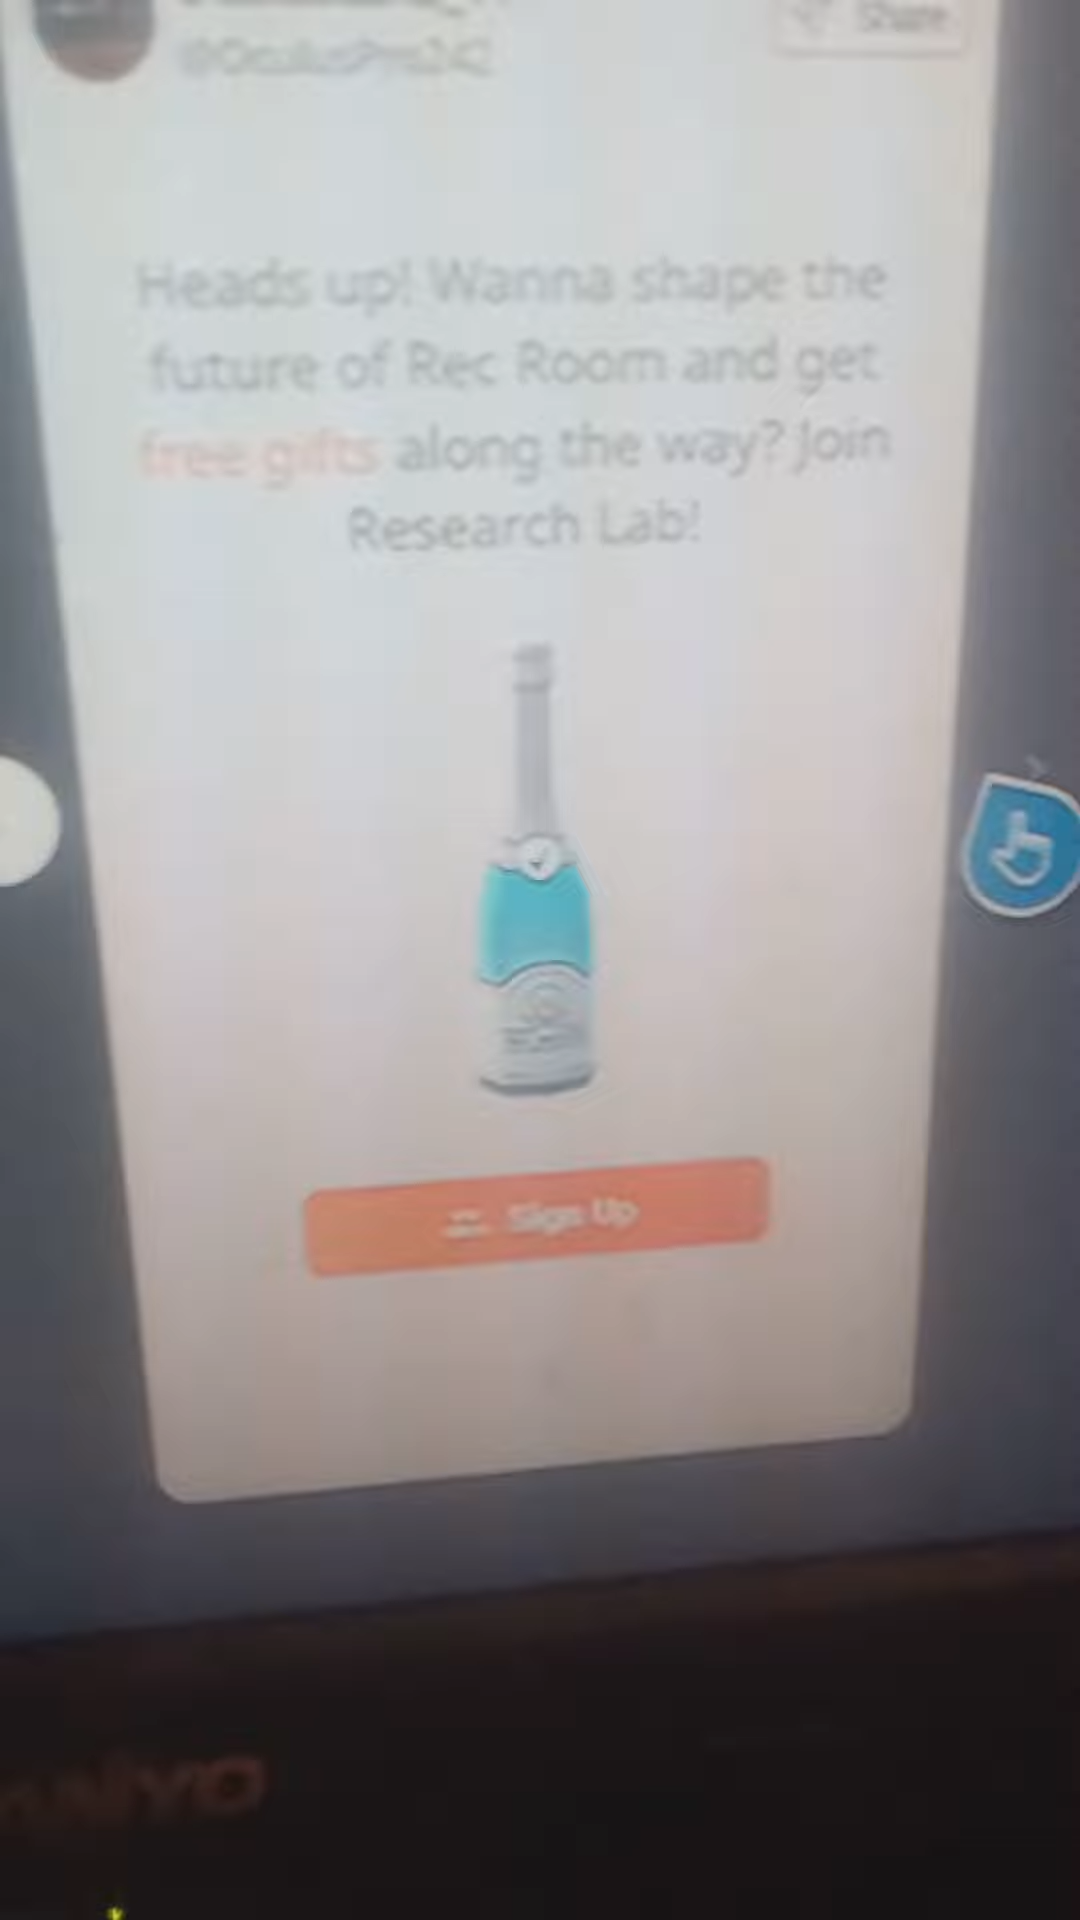 Share
Heads up! Wanna shape the
future of Rec Room and get
free gifts along the way? Join
Research Lab!
Sign Up